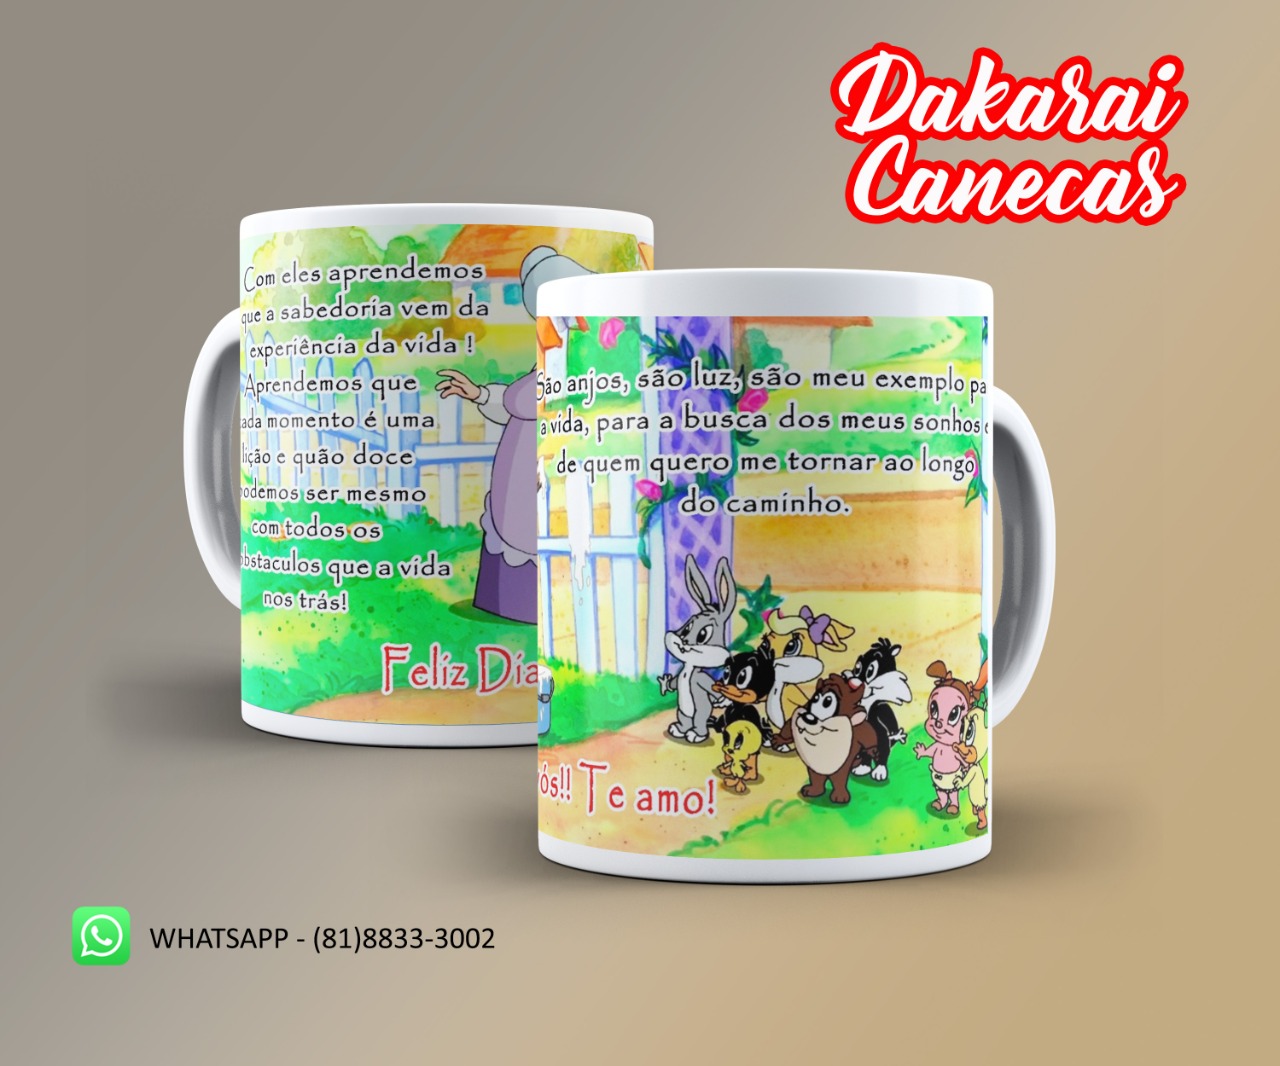 Dakarai
Canecas
Com eles aprendemos
que a sabedoria vem da
experiência da vida !
Aprendemos que
cada momento é uma
lição e quão doce
podemos ser mesmo
com todos os
obstaculos que a vida
nos trás!
Feliz Dia
São anjos, são luz, são meu exemplo pa
a vida, para a busca dos meus sonhos e
de quem quero me tornar ao longo
do caminho.
ós!! Te amo!
WHATSAPP - (81)8833-3002